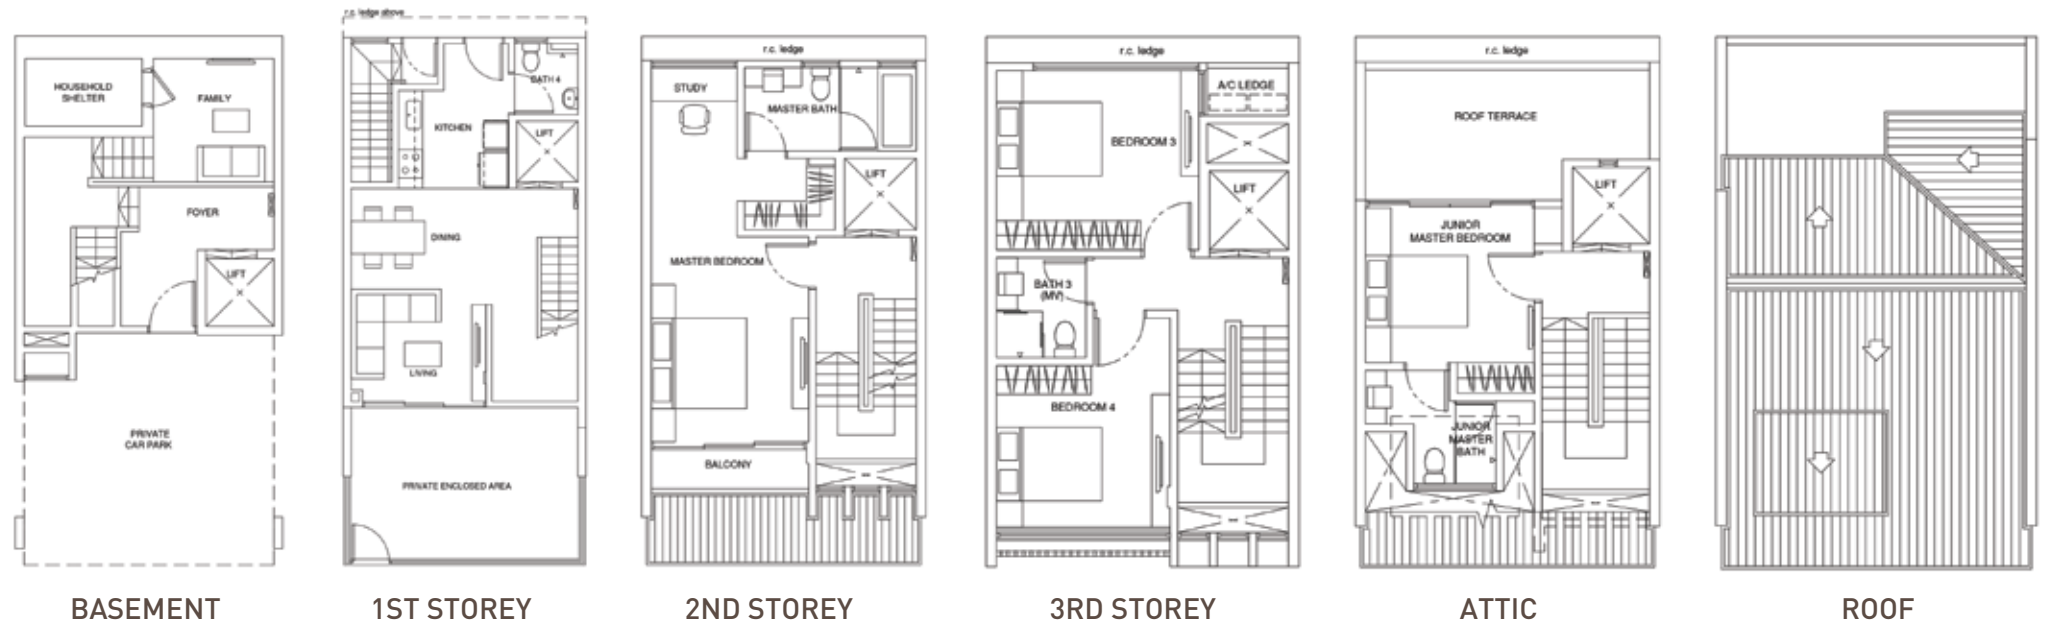 HOUSEHOLD
SHELTER
FAMILY
FOYER
LIFT
PRIVATE
CAR PARK
BASEMENT
r.c. ledge above
BATH 4
KITCHEN
LIFT
DINING
LIVING
PRIVATE ENCLOSED AREA
1ST STOREY
r.c. ledge
STUDY
MASTER BATH
LIFT
MASTER BEDROOM
BALCONY
2ND STOREY
r.c. ledge
A/C LEDGE
BEDROOM 3
LIFT
BATH 3
(MV)
BEDROOM 4
3RD STOREY
r.c. ledge
ROOF TERRACE
LIFT
JUNIOR
MASTER BEDROOM
JUNIOR
MASTER
BATH
ATTIC
ROOF